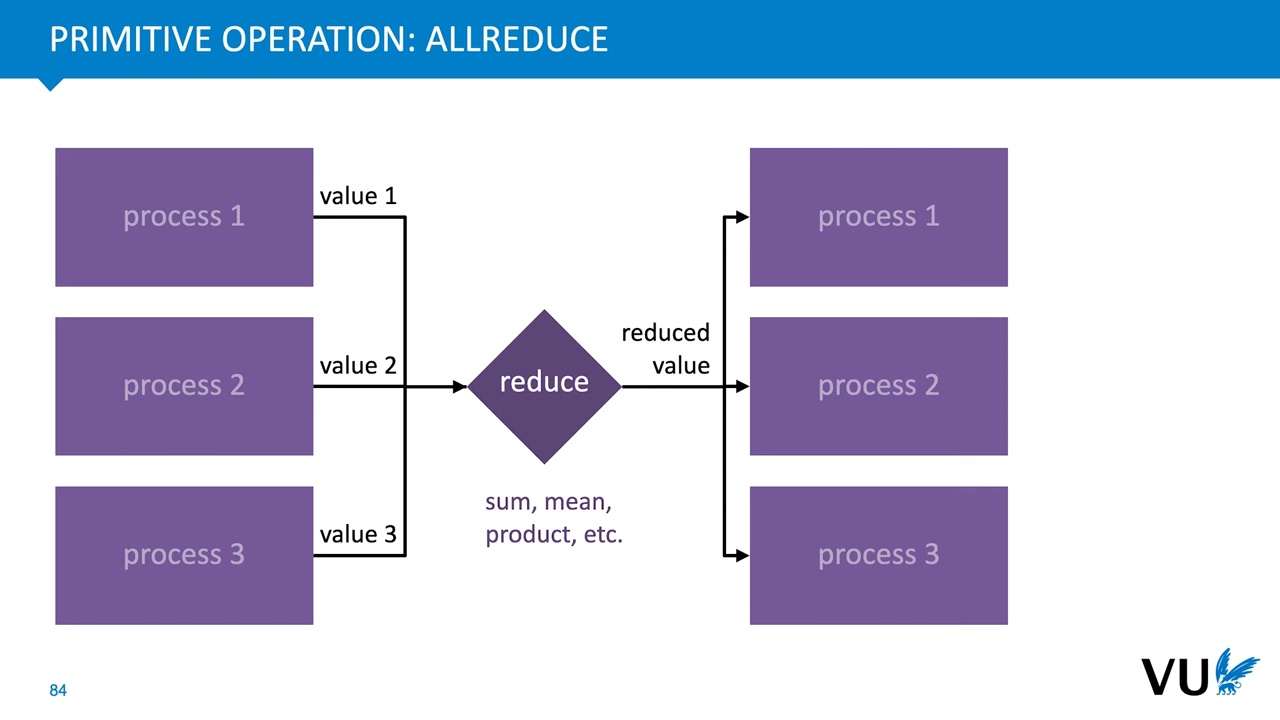 PRIMITIVE OPERATION: ALLREDUCE
process 1
value 1
process 1
process 2
value 2
reduce
reduced
value
process 2
sum, mean,
product, etc.
process 3
value 3
process 3
84
VU